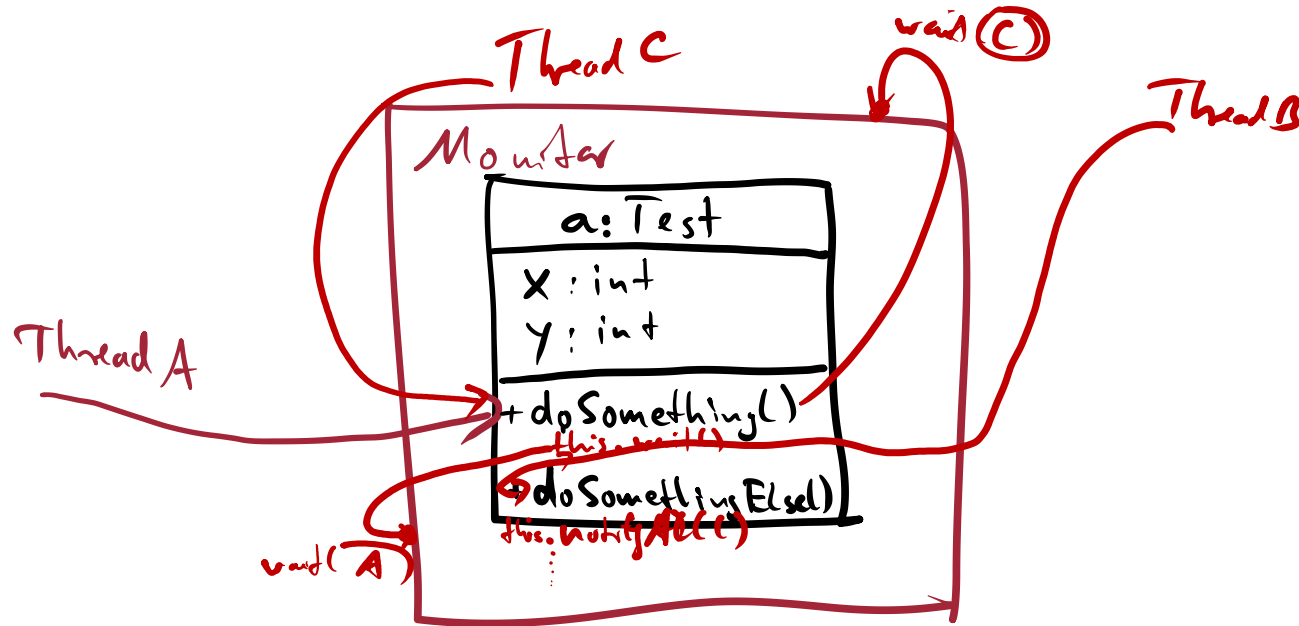 Thread C
wait (C)
Thread B
Monitor
a: Test
x : int
y : int
Thread A
+ doSomething()
this.wait()
+ doSomethingElse()
this.notifyAll()
wait(A)